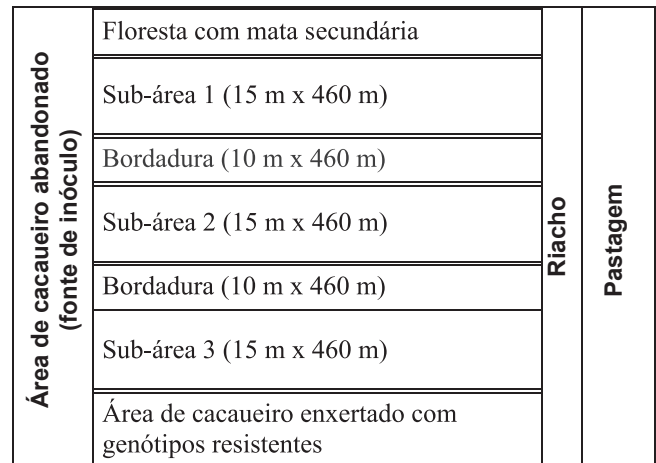 Área de cacaueiro abandonado
(fonte de inóculo)
Floresta com mata secundária
Sub-área 1 (15 m x 460 m)
Bordadura (10 m x 460 m)
Sub-área 2 (15 m x 460 m)
Bordadura (10 m x 460 m)
Sub-área 3 (15 m x 460 m)
Área de cacaueiro enxertado com
genótipos resistentes
Riacho
Pastagem